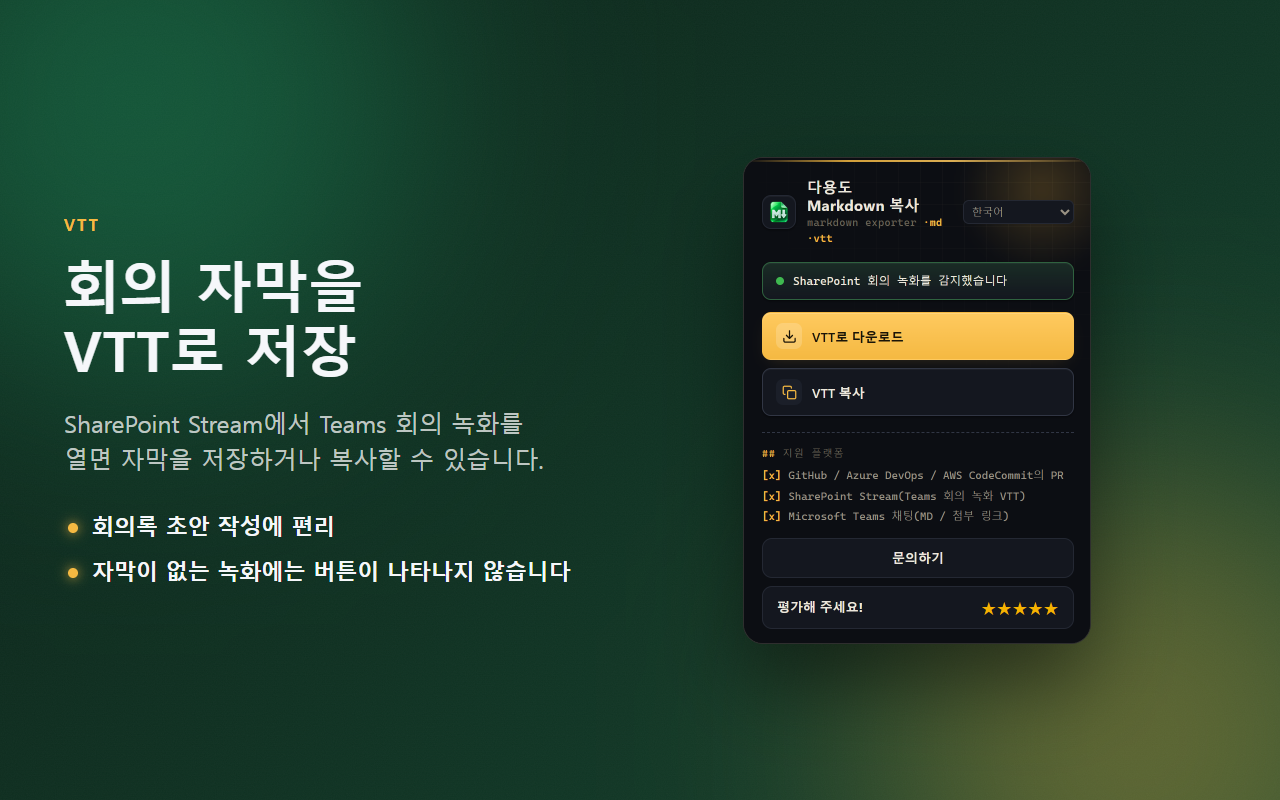 VTT
회의 자막을
VTT로 저장
SharePoint Stream에서 Teams 회의 녹화를
열면 자막을 저장하거나 복사할 수 있습니다.
회의록 초안 작성에 편리
자막이 없는 녹화에는 버튼이 나타나지 않습니다
다용도
Markdown 복사
markdown exporter ·md
·vtt
한국어
SharePoint 회의 녹화를 감지했습니다
VTT로 다운로드
VTT 복사
## 지원 플랫폼
[x] GitHub / Azure DevOps / AWS CodeCommit의 PR
[x] SharePoint Stream(Teams 회의 녹화 VTT)
[x] Microsoft Teams 채팅(MD / 첨부 링크)
문의하기
평가해 주세요! ★★★★★